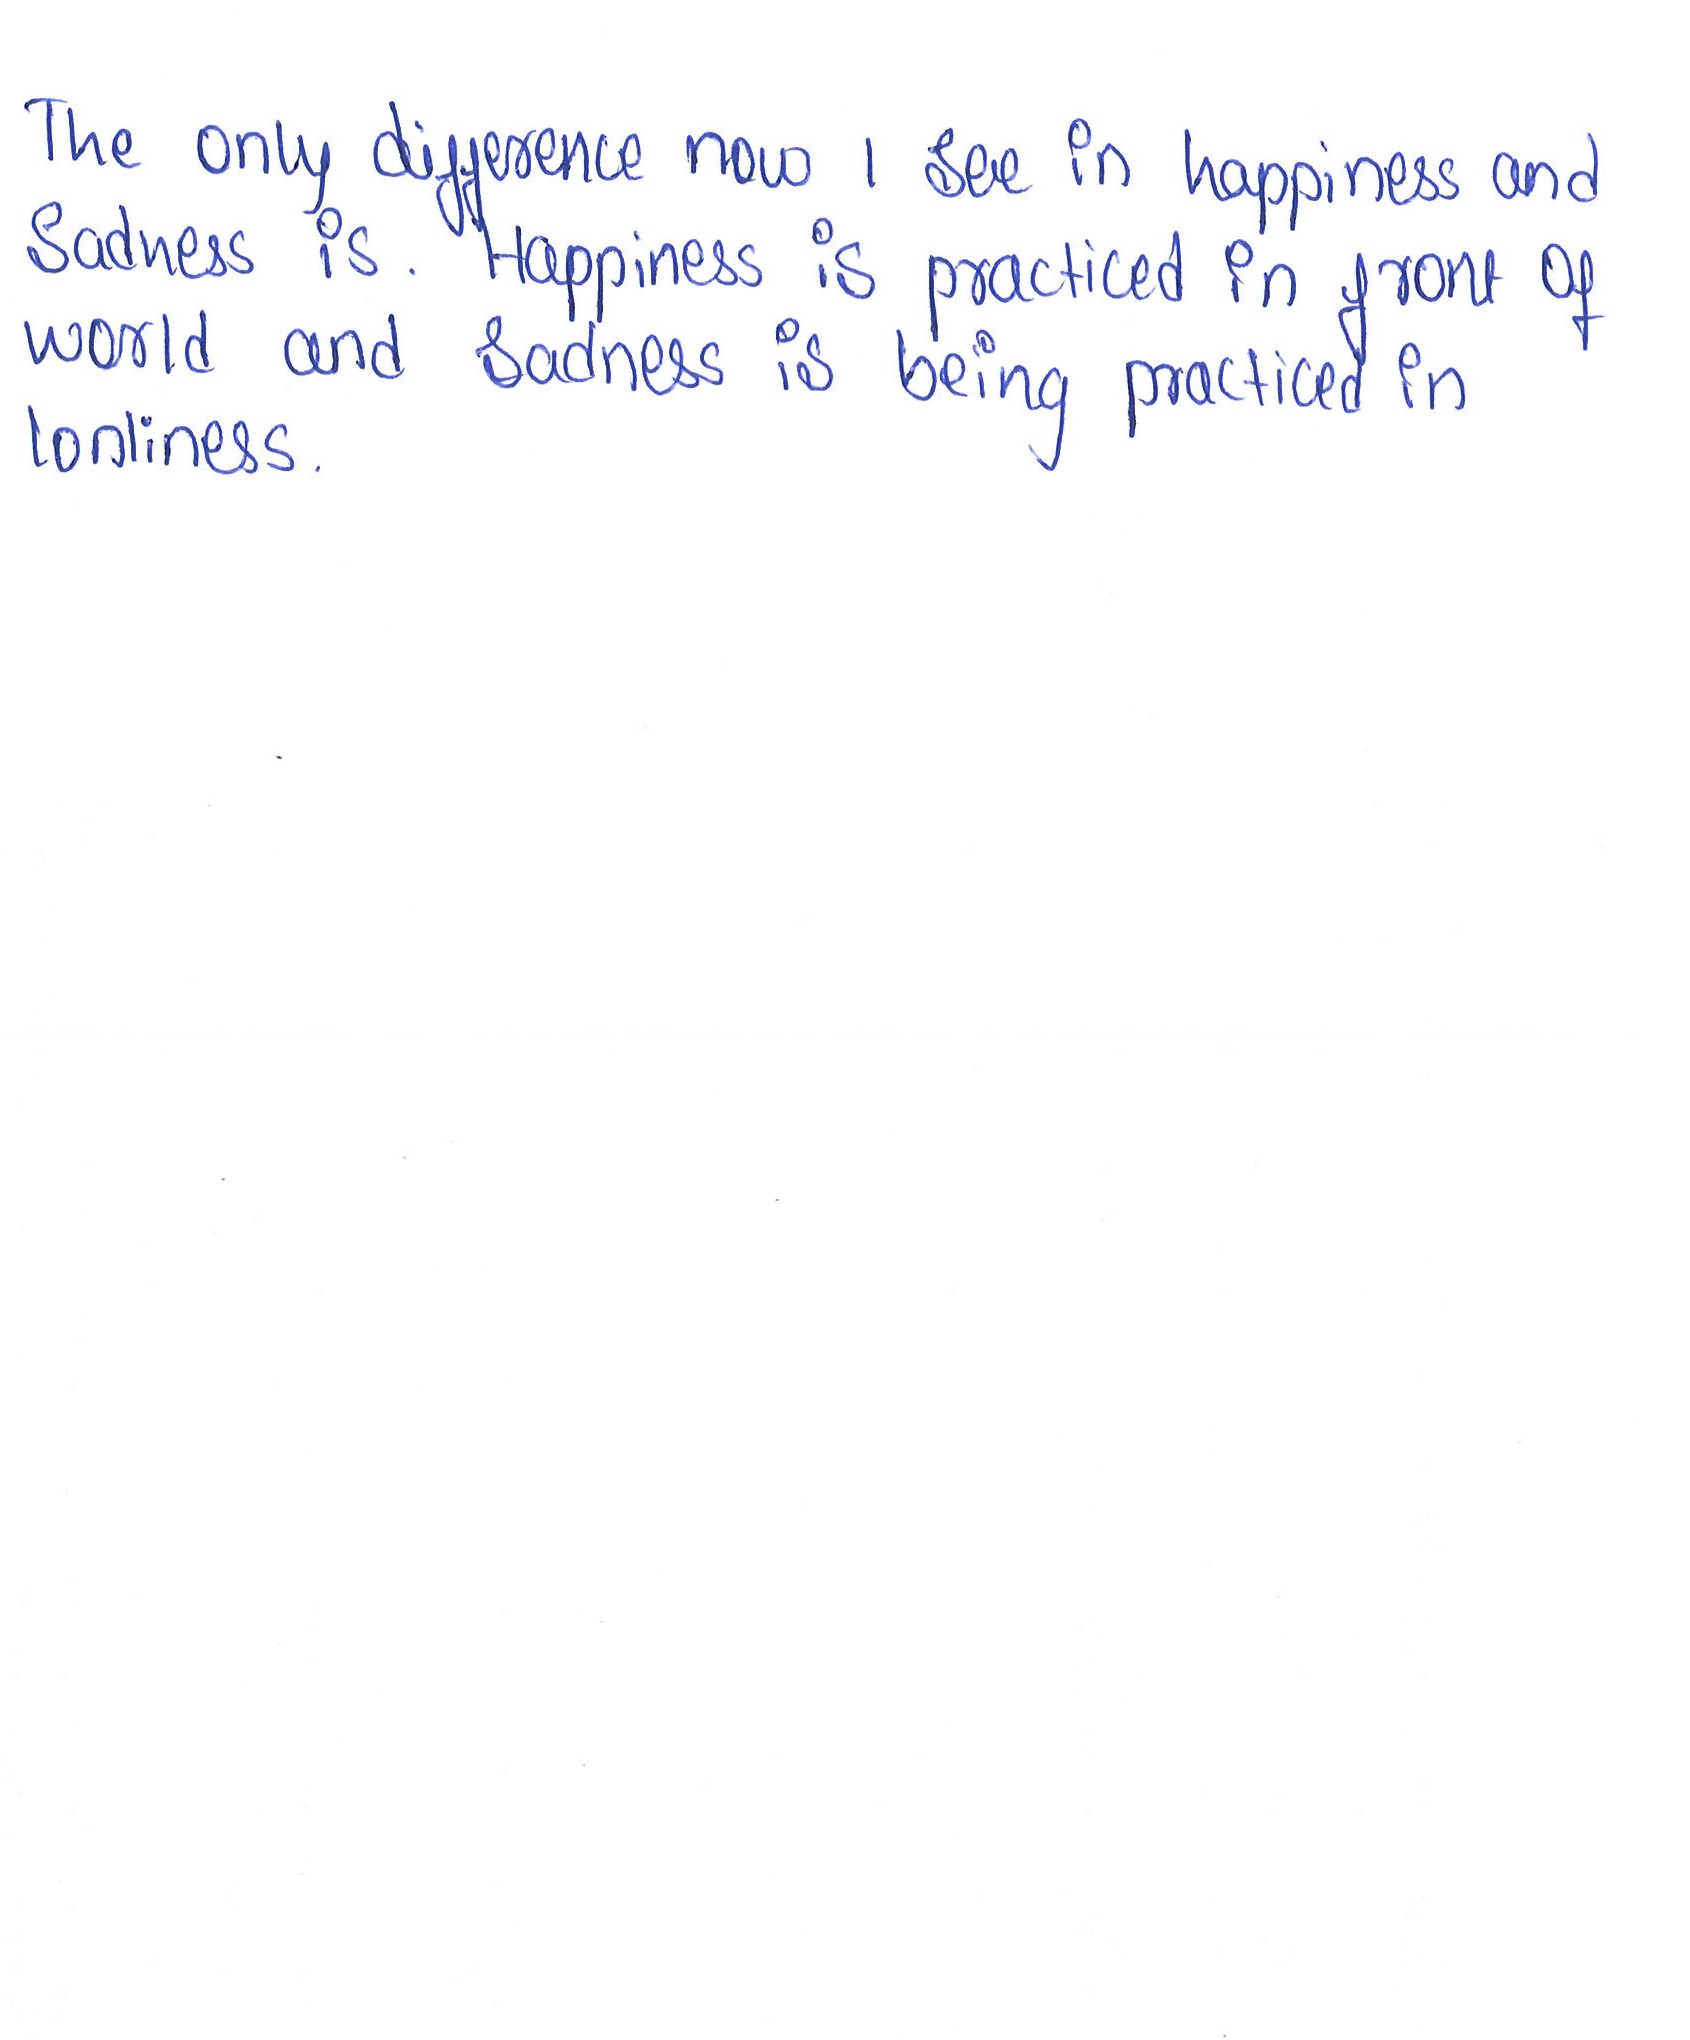 The only difference now I see in happiness and
Sadness is. Happiness is practiced in front of
world and sadness is being practiced in
lonliness.